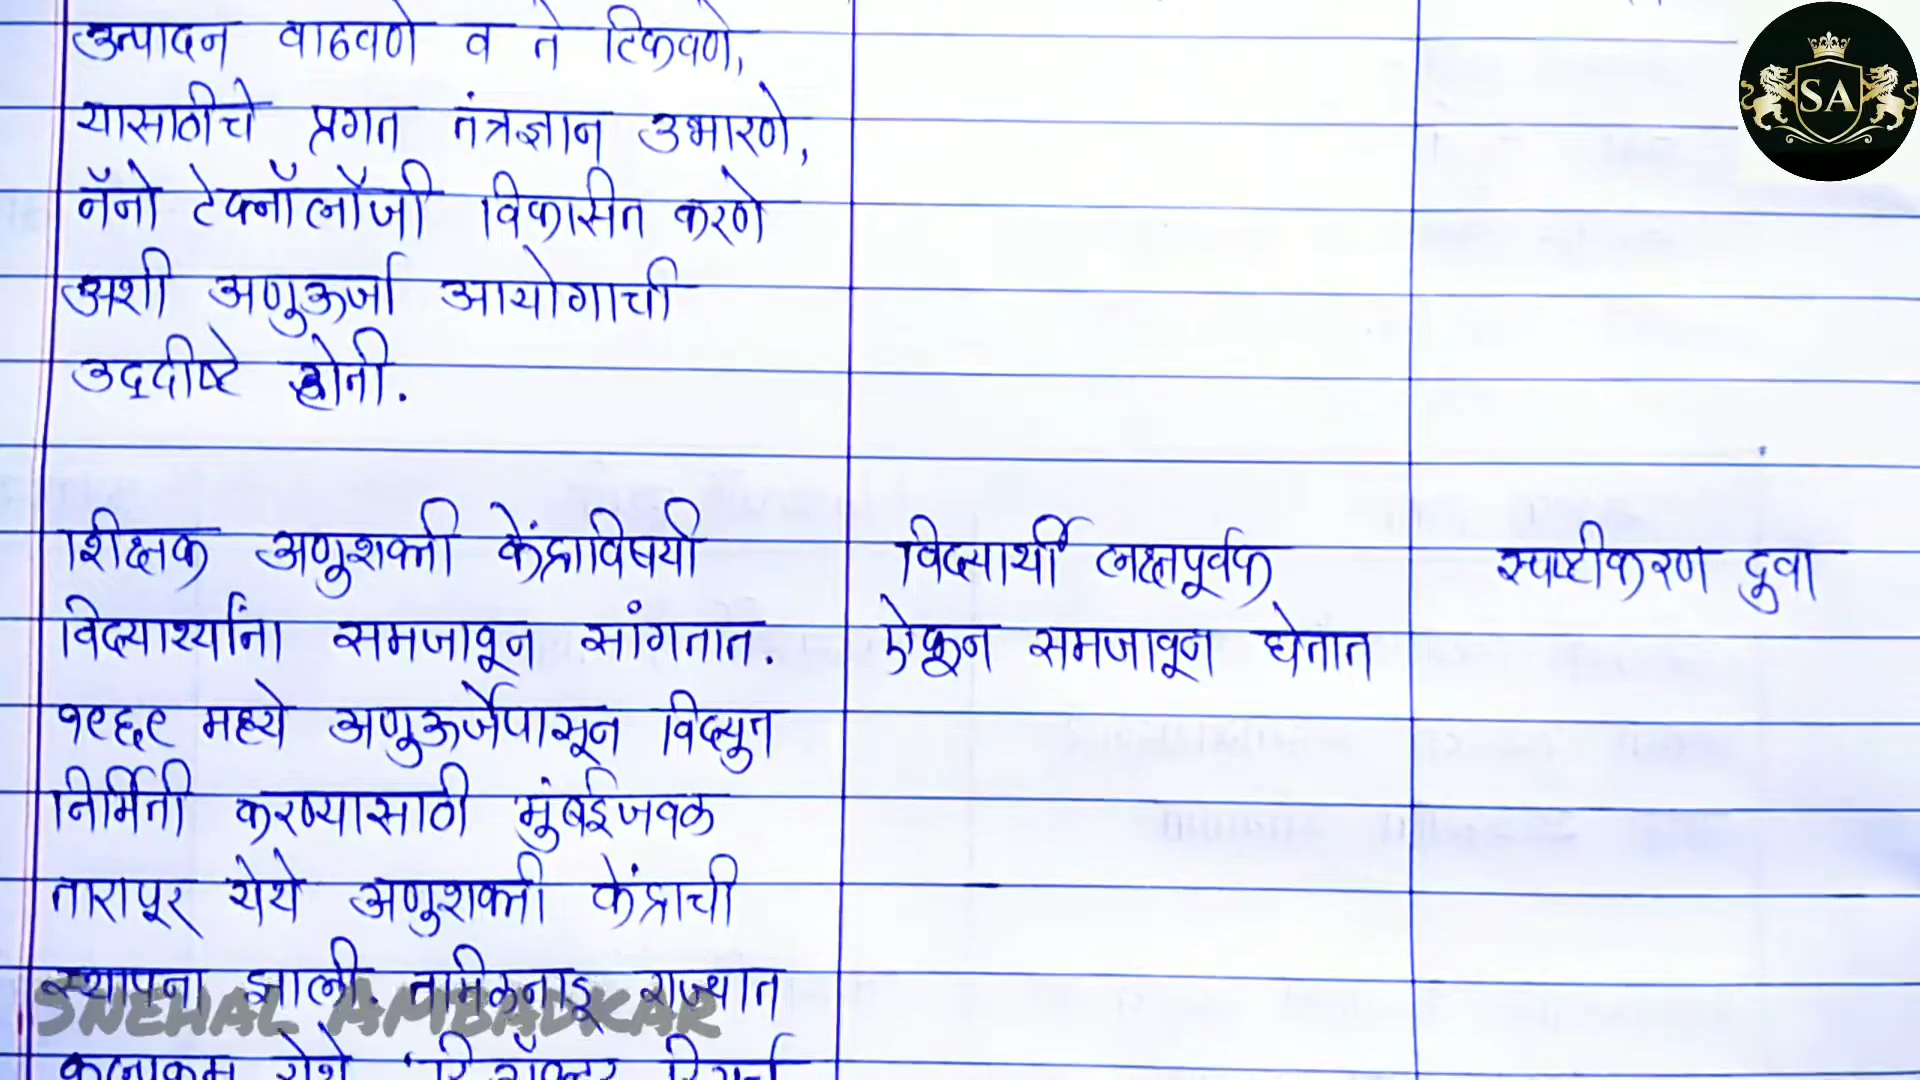 उत्पादन वाढवणे व ते टिकवणे,
यासाठीचे प्रगत तंत्रज्ञान उभारणे,
नॅनो टेक्नॉलॉजी विकासित करणे
अशी अणुऊर्जा आयोगाची
उद्दीष्टे होती.
शिक्षक अणुशक्ती केंद्राविषयी
विद्यार्थ्यांना समजावून सांगतात.
१९६९ मध्ये अणुऊर्जेपासून विद्युत
निर्मिती करण्यासाठी मुंबईजवळ
तारापूर येथे अणुशक्ती केंद्राची
स्थापना झाली. तमिळनाडू राज्यात
येथे
विद्यार्थी लक्षपूर्वक
ऐकून समजावून घेतात
स्पष्टीकरण दुवा
SA
SNEHAL AMBADKAR